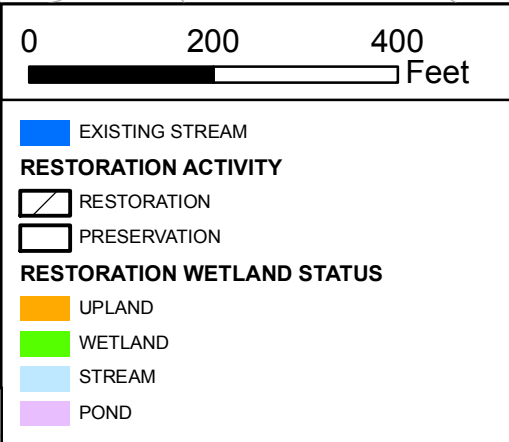 0 200 400
Feet
EXISTING STREAM
RESTORATION ACTIVITY
RESTORATION
PRESERVATION
RESTORATION WETLAND STATUS
UPLAND
WETLAND
STREAM
POND